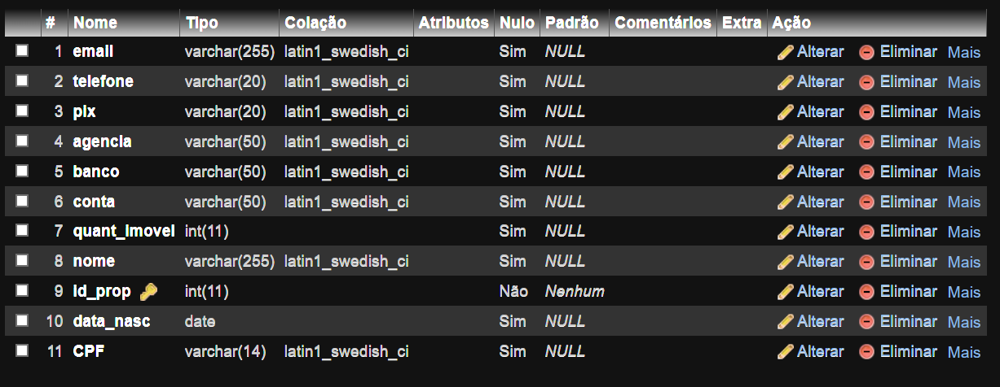 # Nome Tipo Colação Atributos Nulo Padrão Comentários Extra Ação
1 email varchar(255) latin1_swedish_ci Sim NULL Alterar Eliminar Mais
2 telefone varchar(20) latin1_swedish_ci Sim NULL Alterar Eliminar Mais
3 pix varchar(20) latin1_swedish_ci Sim NULL Alterar Eliminar Mais
4 agencia varchar(50) latin1_swedish_ci Sim NULL Alterar Eliminar Mais
5 banco varchar(50) latin1_swedish_ci Sim NULL Alterar Eliminar Mais
6 conta varchar(50) latin1_swedish_ci Sim NULL Alterar Eliminar Mais
7 quant_imovel int(11) Sim NULL Alterar Eliminar Mais
8 nome varchar(255) latin1_swedish_ci Sim NULL Alterar Eliminar Mais
9 id_prop int(11) Não Nenhum Alterar Eliminar Mais
10 data_nasc date Sim NULL Alterar Eliminar Mais
11 CPF varchar(14) latin1_swedish_ci Sim NULL Alterar Eliminar Mais